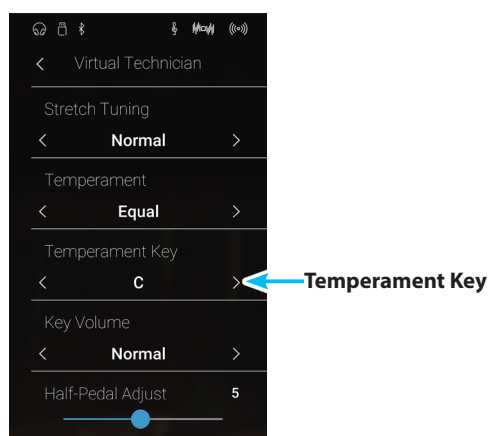 Virtual Technician
Stretch Tuning
Normal
Temperament
Equal
Temperament Key
C
Temperament Key
Key Volume
Normal
Half-Pedal Adjust 5